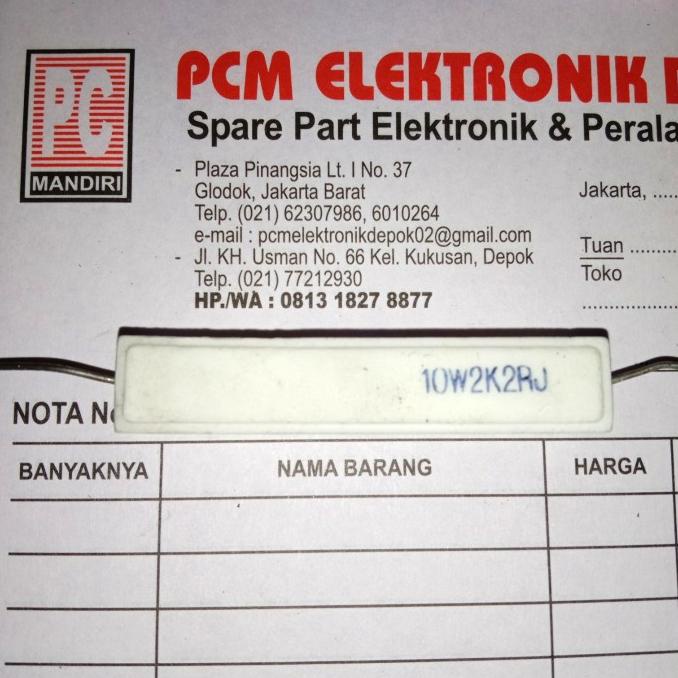 PC
MANDIRI
PCM ELEKTRONIK
Spare Part Elektronik &
- Plaza Pinangsia Lt. I No. 37
Glodok, Jakarta Barat
Telp. (021) 62307986, 6010264
e-mail : pcmelektronikdepok02@gmail.com
- Jl. KH. Usman No. 66 Kel. Kukusan, Depok
Telp. (021) 77212930
HP./WA : 0813 1827 8877
Jakarta, .....
Tuan ..........
Toko
..................
10W2K2RJ
NOTA
BANYAKNYA
NAMA BARANG
HARGA